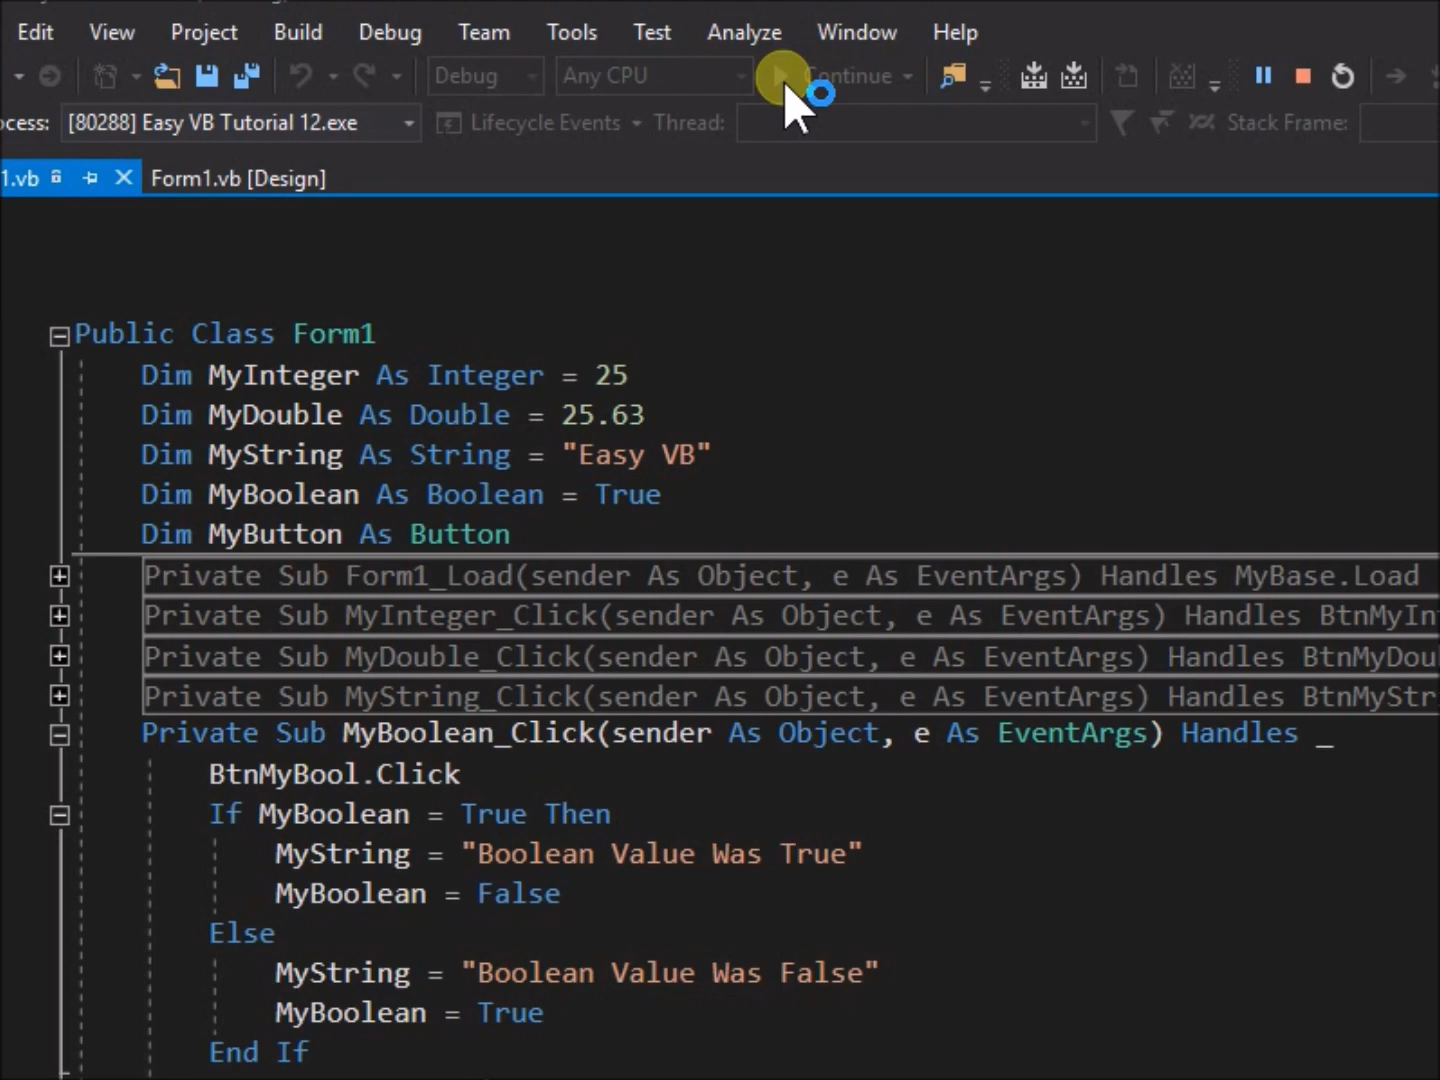 Edit View Project Build Debug Team Tools Test Analyze Window Help
Debug Any CPU Continue
cess: [80288] Easy VB Tutorial 12.exe Lifecycle Events Thread: Stack Frame:
1.vb Form1.vb [Design]
Public Class Form1
Dim MyInteger As Integer = 25
Dim MyDouble As Double = 25.63
Dim MyString As String = "Easy VB"
Dim MyBoolean As Boolean = True
Dim MyButton As Button
Private Sub Form1_Load(sender As Object, e As EventArgs) Handles MyBase.Load
Private Sub MyInteger_Click(sender As Object, e As EventArgs) Handles BtnMyIn
Private Sub MyDouble_Click(sender As Object, e As EventArgs) Handles BtnMyDou
Private Sub MyString_Click(sender As Object, e As EventArgs) Handles BtnMyStr
Private Sub MyBoolean_Click(sender As Object, e As EventArgs) Handles _
BtnMyBool.Click
If MyBoolean = True Then
MyString = "Boolean Value Was True"
MyBoolean = False
Else
MyString = "Boolean Value Was False"
MyBoolean = True
End If